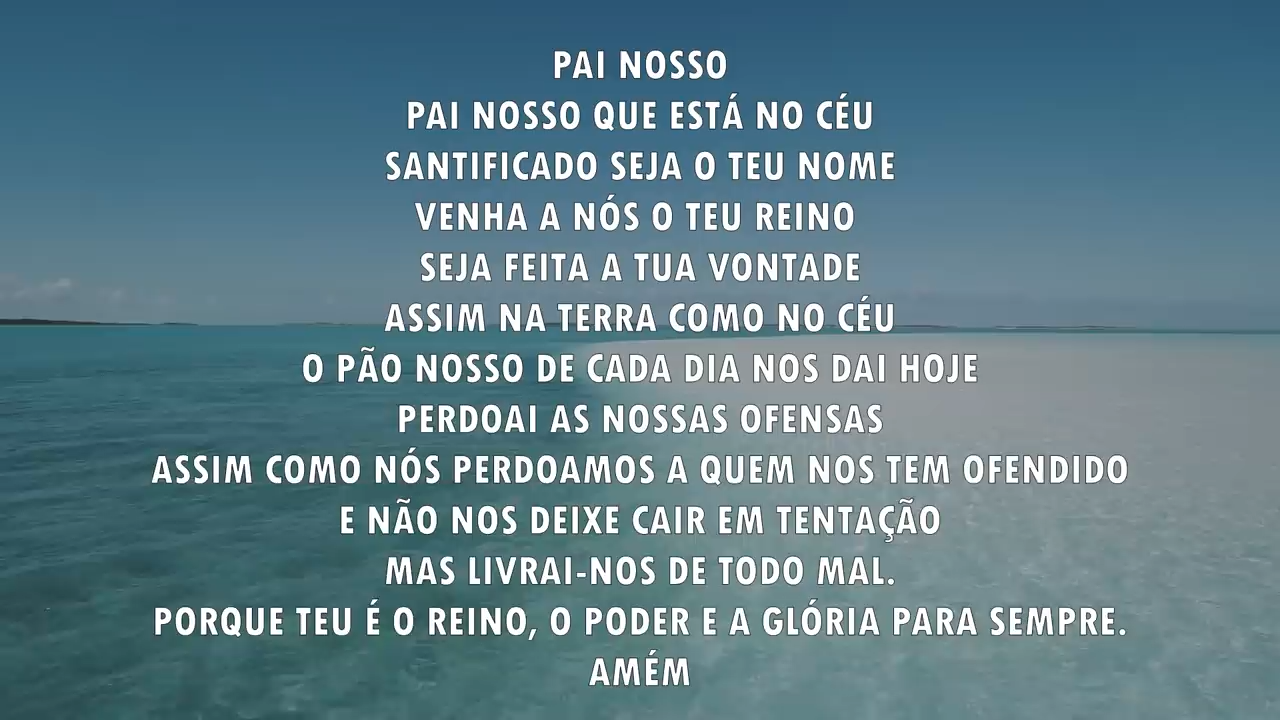 PAI NOSSO
PAI NOSSO QUE ESTÁ NO CÉU
SANTIFICADO SEJA O TEU NOME
VENHA A NÓS O TEU REINO
SEJA FEITA A TUA VONTADE
ASSIM NA TERRA COMO NO CÉU
O PÃO NOSSO DE CADA DIA NOS DAI HOJE
PERDOAI AS NOSSAS OFENSAS
ASSIM COMO NÓS PERDOAMOS A QUEM NOS TEM OFENDIDO
E NÃO NOS DEIXE CAIR EM TENTAÇÃO
MAS LIVRAI-NOS DE TODO MAL.
PORQUE TEU É O REINO, O PODER E A GLÓRIA PARA SEMPRE.
AMÉM